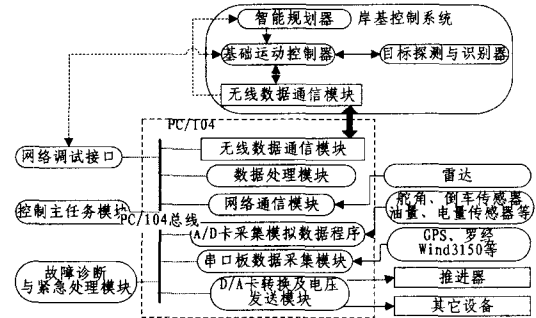 智能规划器
岸基控制系统
基础运动控制器
目标探测与识别器
无线数据通信模块
PC/104
网络调试接口
无线数据通信模块
数据处理模块
雷达
控制主任务模块
网络通信模块
舵角、倒车传感器
油量、电量传感器等
PC/104总线
A/D卡采集模拟数据程序
GPS、罗经
Wind3150等
故障诊断
与紧急处理模块
串口板数据采集模块
D/A卡转换及电压
发送模块
推进器
其它设备